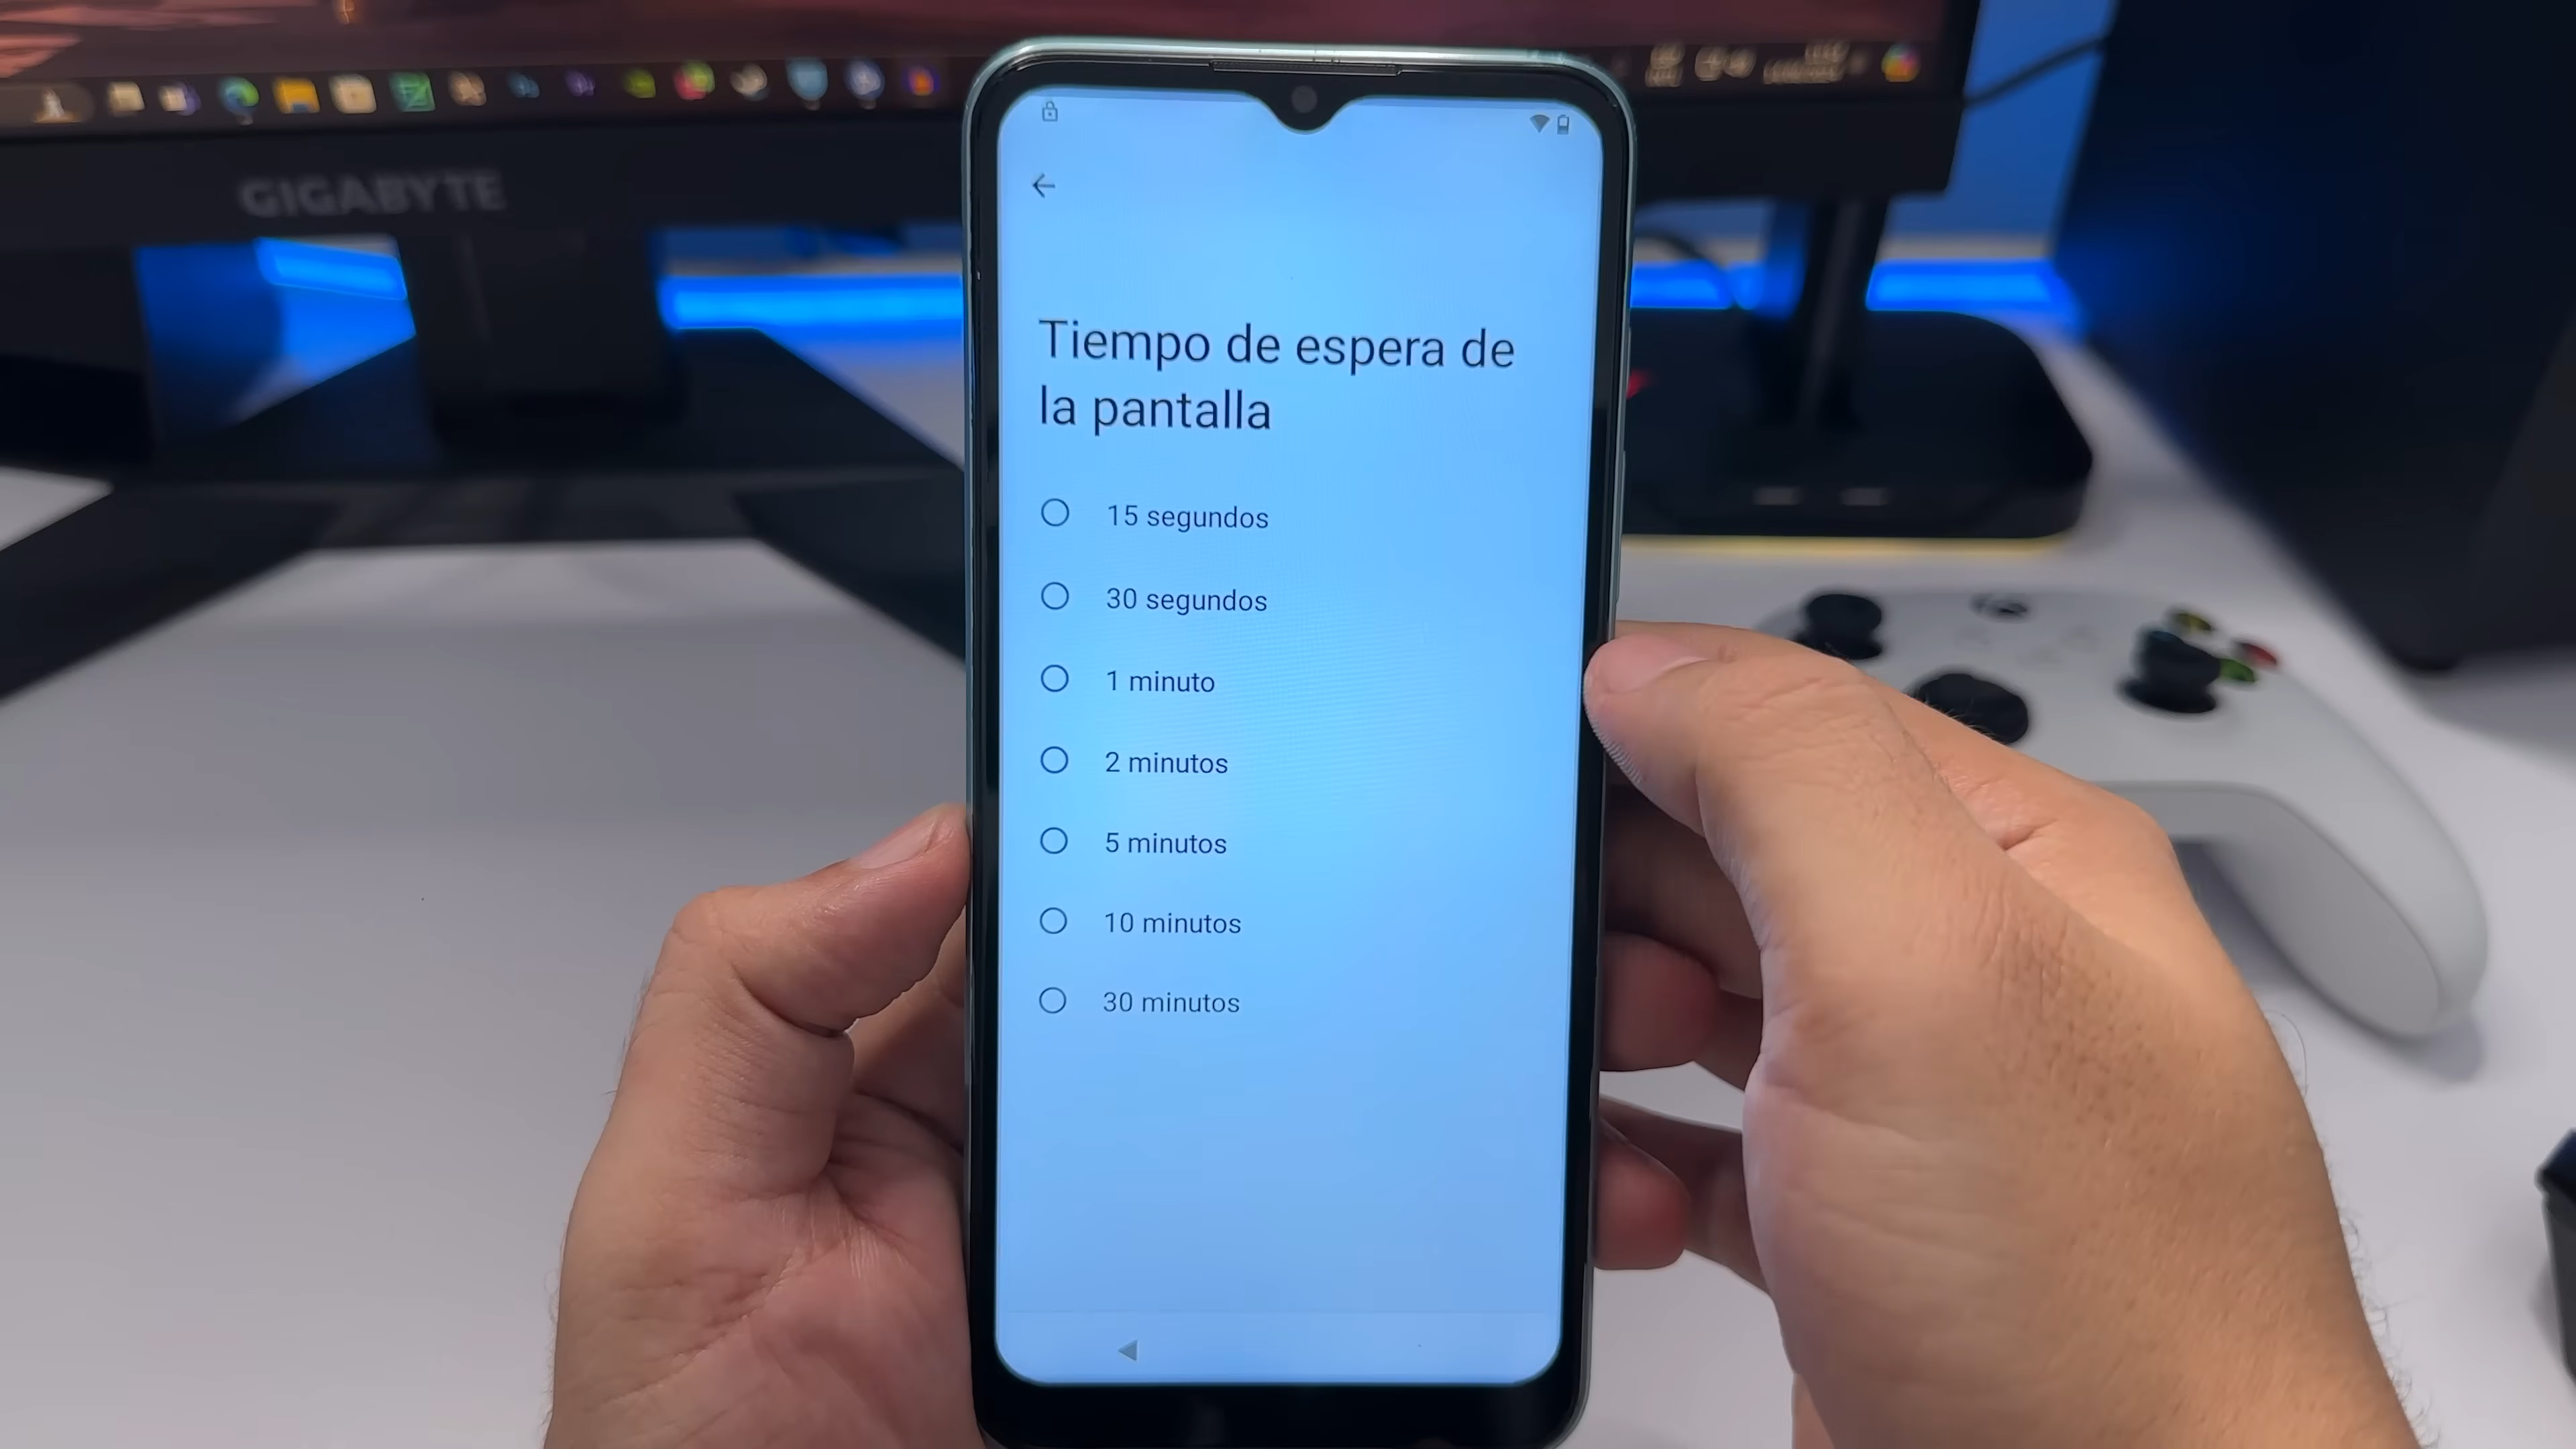 GIGABYTE
Tiempo de espera de
la pantalla
15 segundos
30 segundos
1 minuto
2 minutos
5 minutos
10 minutos
30 minutos